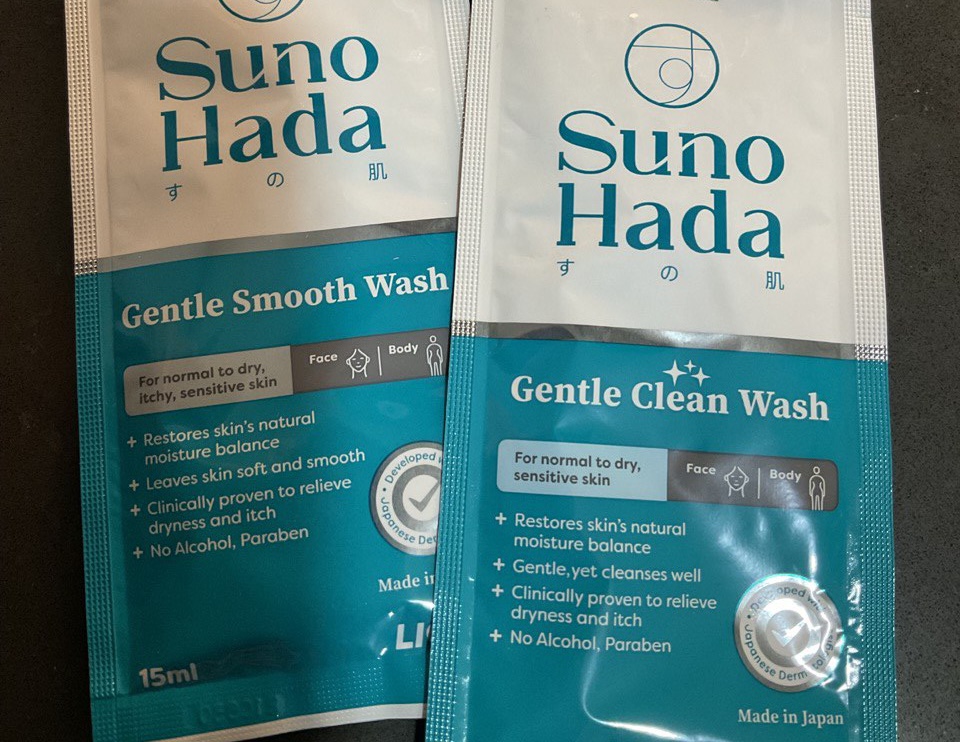 Suno
Hada
すの肌
Gentle Smooth Wash
For normal to dry,
itchy, sensitive skin
Face
Body
+ Restores skin's natural
moisture balance
+ Leaves skin soft and smooth
+ Clinically proven to relieve
dryness and itch
+ No Alcohol, Paraben
Developed
Japanese
Made in
15ml
Suno
Hada
すの肌
Gentle Clean Wash
For normal to dry,
sensitive skin
Face
Body
+ Restores skin's natural
moisture balance
+ Gentle, yet cleanses well
+ Clinically proven to relieve
dryness and itch
+ No Alcohol, Paraben
Japanese
Made in Japan